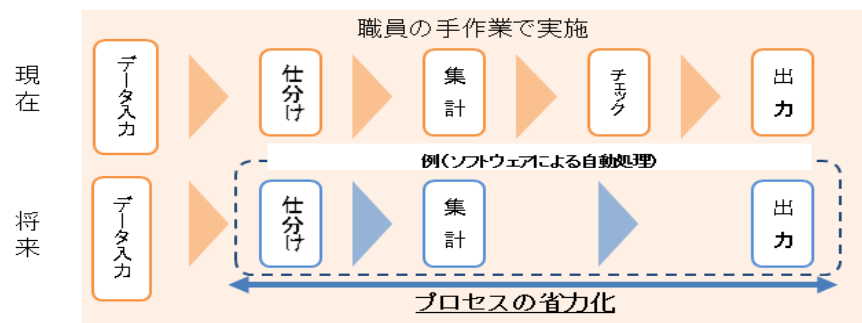 職員の手作業で実施
現在
データ入力
仕分け
集計
チェック
出力
例(ソフトウェアによる自動処理)
将来
データ入力
仕分け
集計
出力
プロセスの省力化